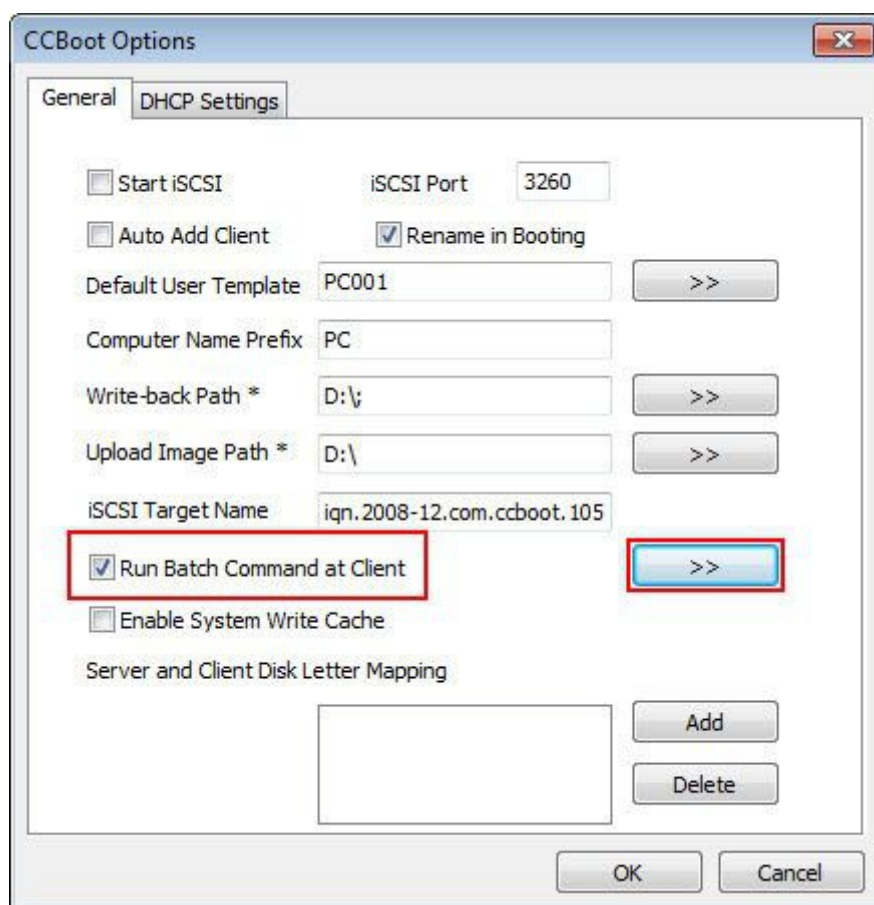 CCBoot Options
General DHCP Settings
Start iSCSI iSCSI Port 3260
Auto Add Client Rename in Booting
Default User Template PC001 >>
Computer Name Prefix PC
Write-back Path * D:\; >>
Upload Image Path * D:\ >>
iSCSI Target Name iqn.2008-12.com.ccboot.105
Run Batch Command at Client >>
Enable System Write Cache
Server and Client Disk Letter Mapping
Add
Delete
OK Cancel